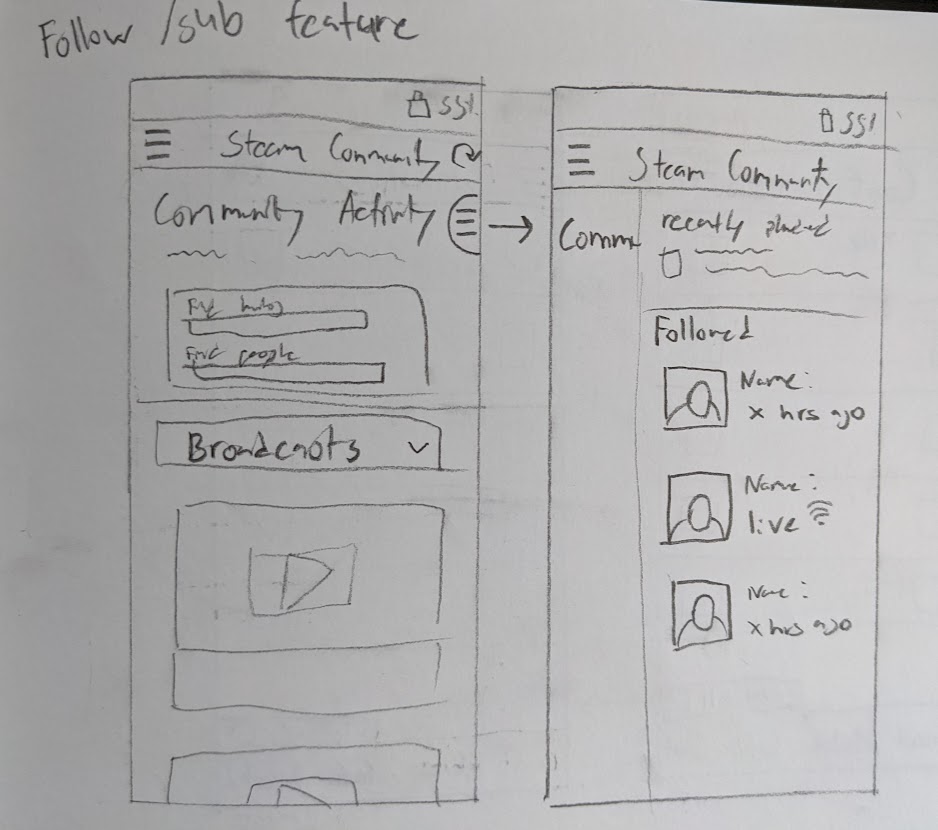 Follow /sub feature
SSL
Steam Community
Community Activity
Find hubs
Find people
Broadcasts
SSL
Steam Community
Commu
recently played
Followed
Name:
x hrs ago
Name:
live
Name:
x hrs ago